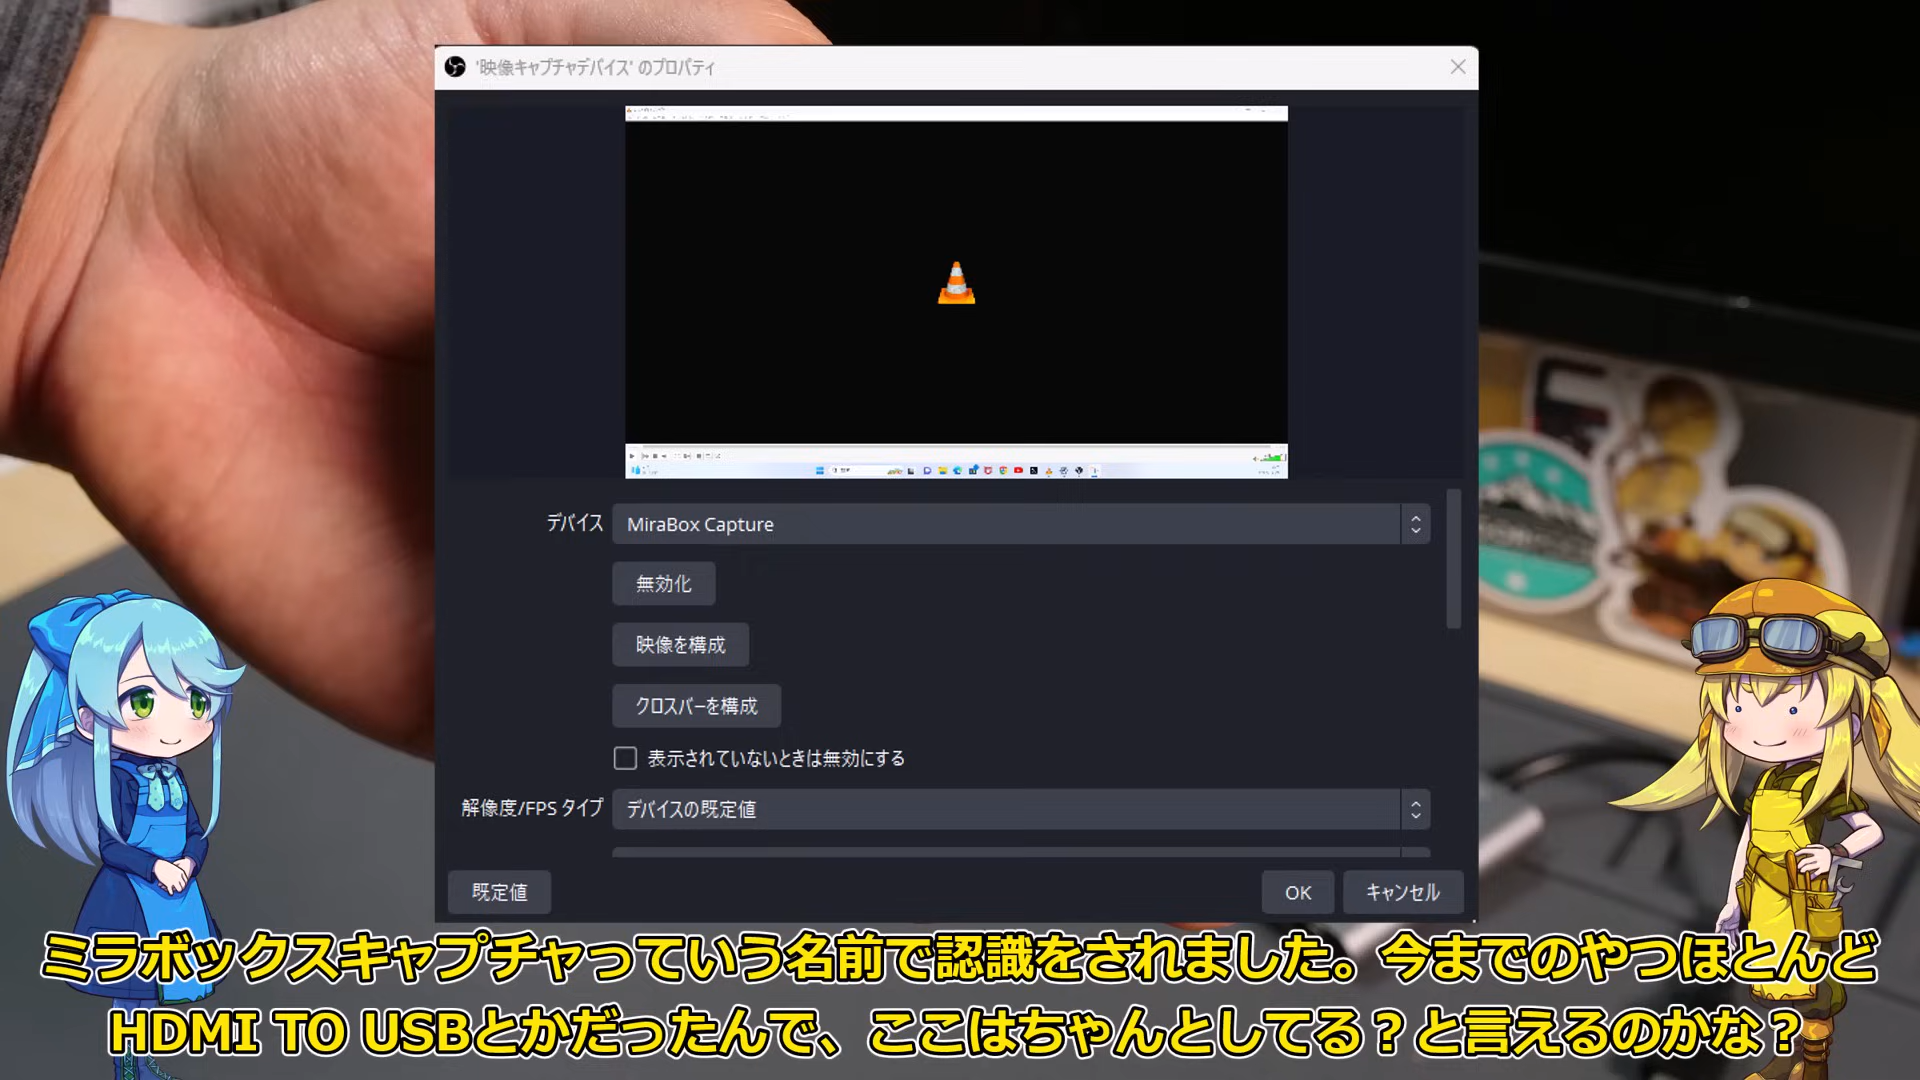 '映像キャプチャデバイス' のプロパティ
デバイス
MiraBox Capture
無効化
映像を構成
クロスバーを構成
表示されていないときは無効にする
解像度/FPS タイプ
デバイスの既定値
既定値
OK
キャンセル
ミラボックスキャプチャっていう名前で認識をされました。今までのやつほとんど
HDMI TO USBとかだったんで、ここはちゃんとしてる？と言えるのかな？